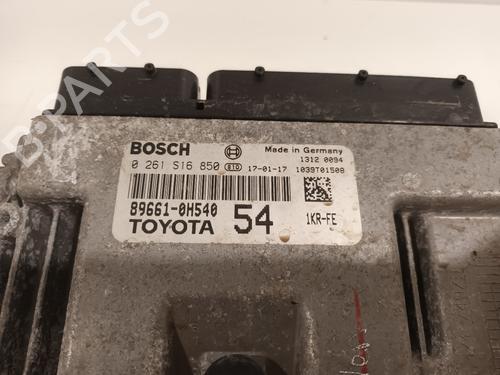 BOSCH
Made in Germany
1312 0094
0 261 S16 850 17-01-17 1039T01508
89661-0H540
TOYOTA 54 1KR-FE